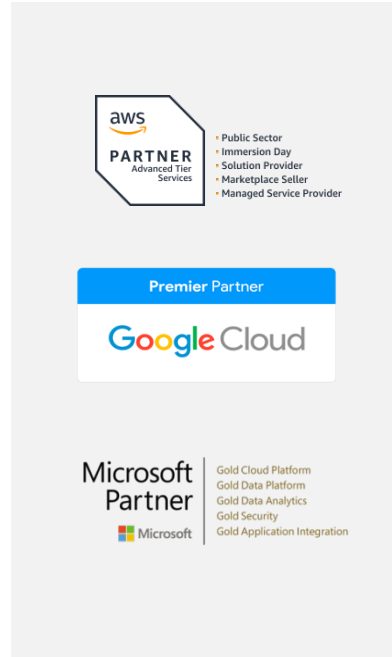 aws
PARTNER
Advanced Tier
Services
• Public Sector
• Immersion Day
• Solution Provider
• Marketplace Seller
• Managed Service Provider
Premier Partner
Google Cloud
Microsoft
Partner
Microsoft
Gold Cloud Platform
Gold Data Platform
Gold Data Analytics
Gold Security
Gold Application Integration